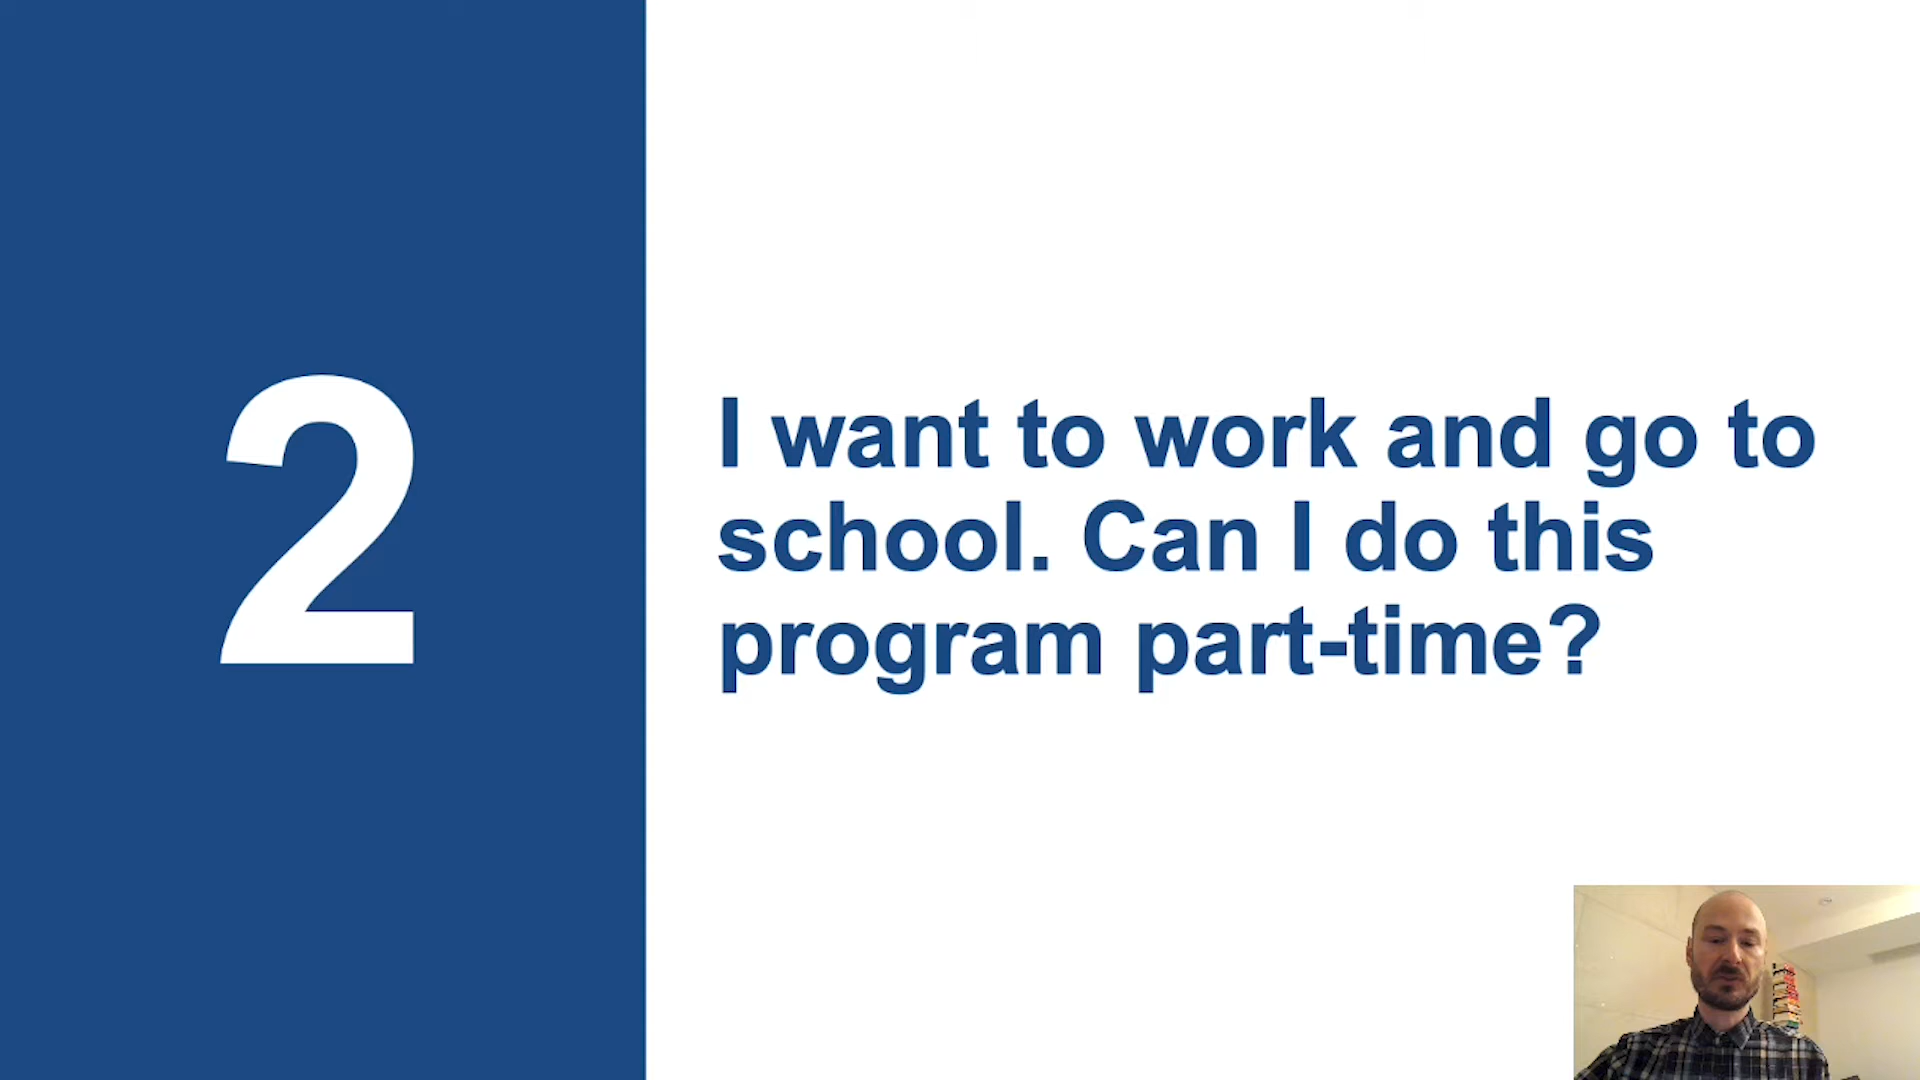 2
I want to work and go to
school. Can I do this
program part-time?